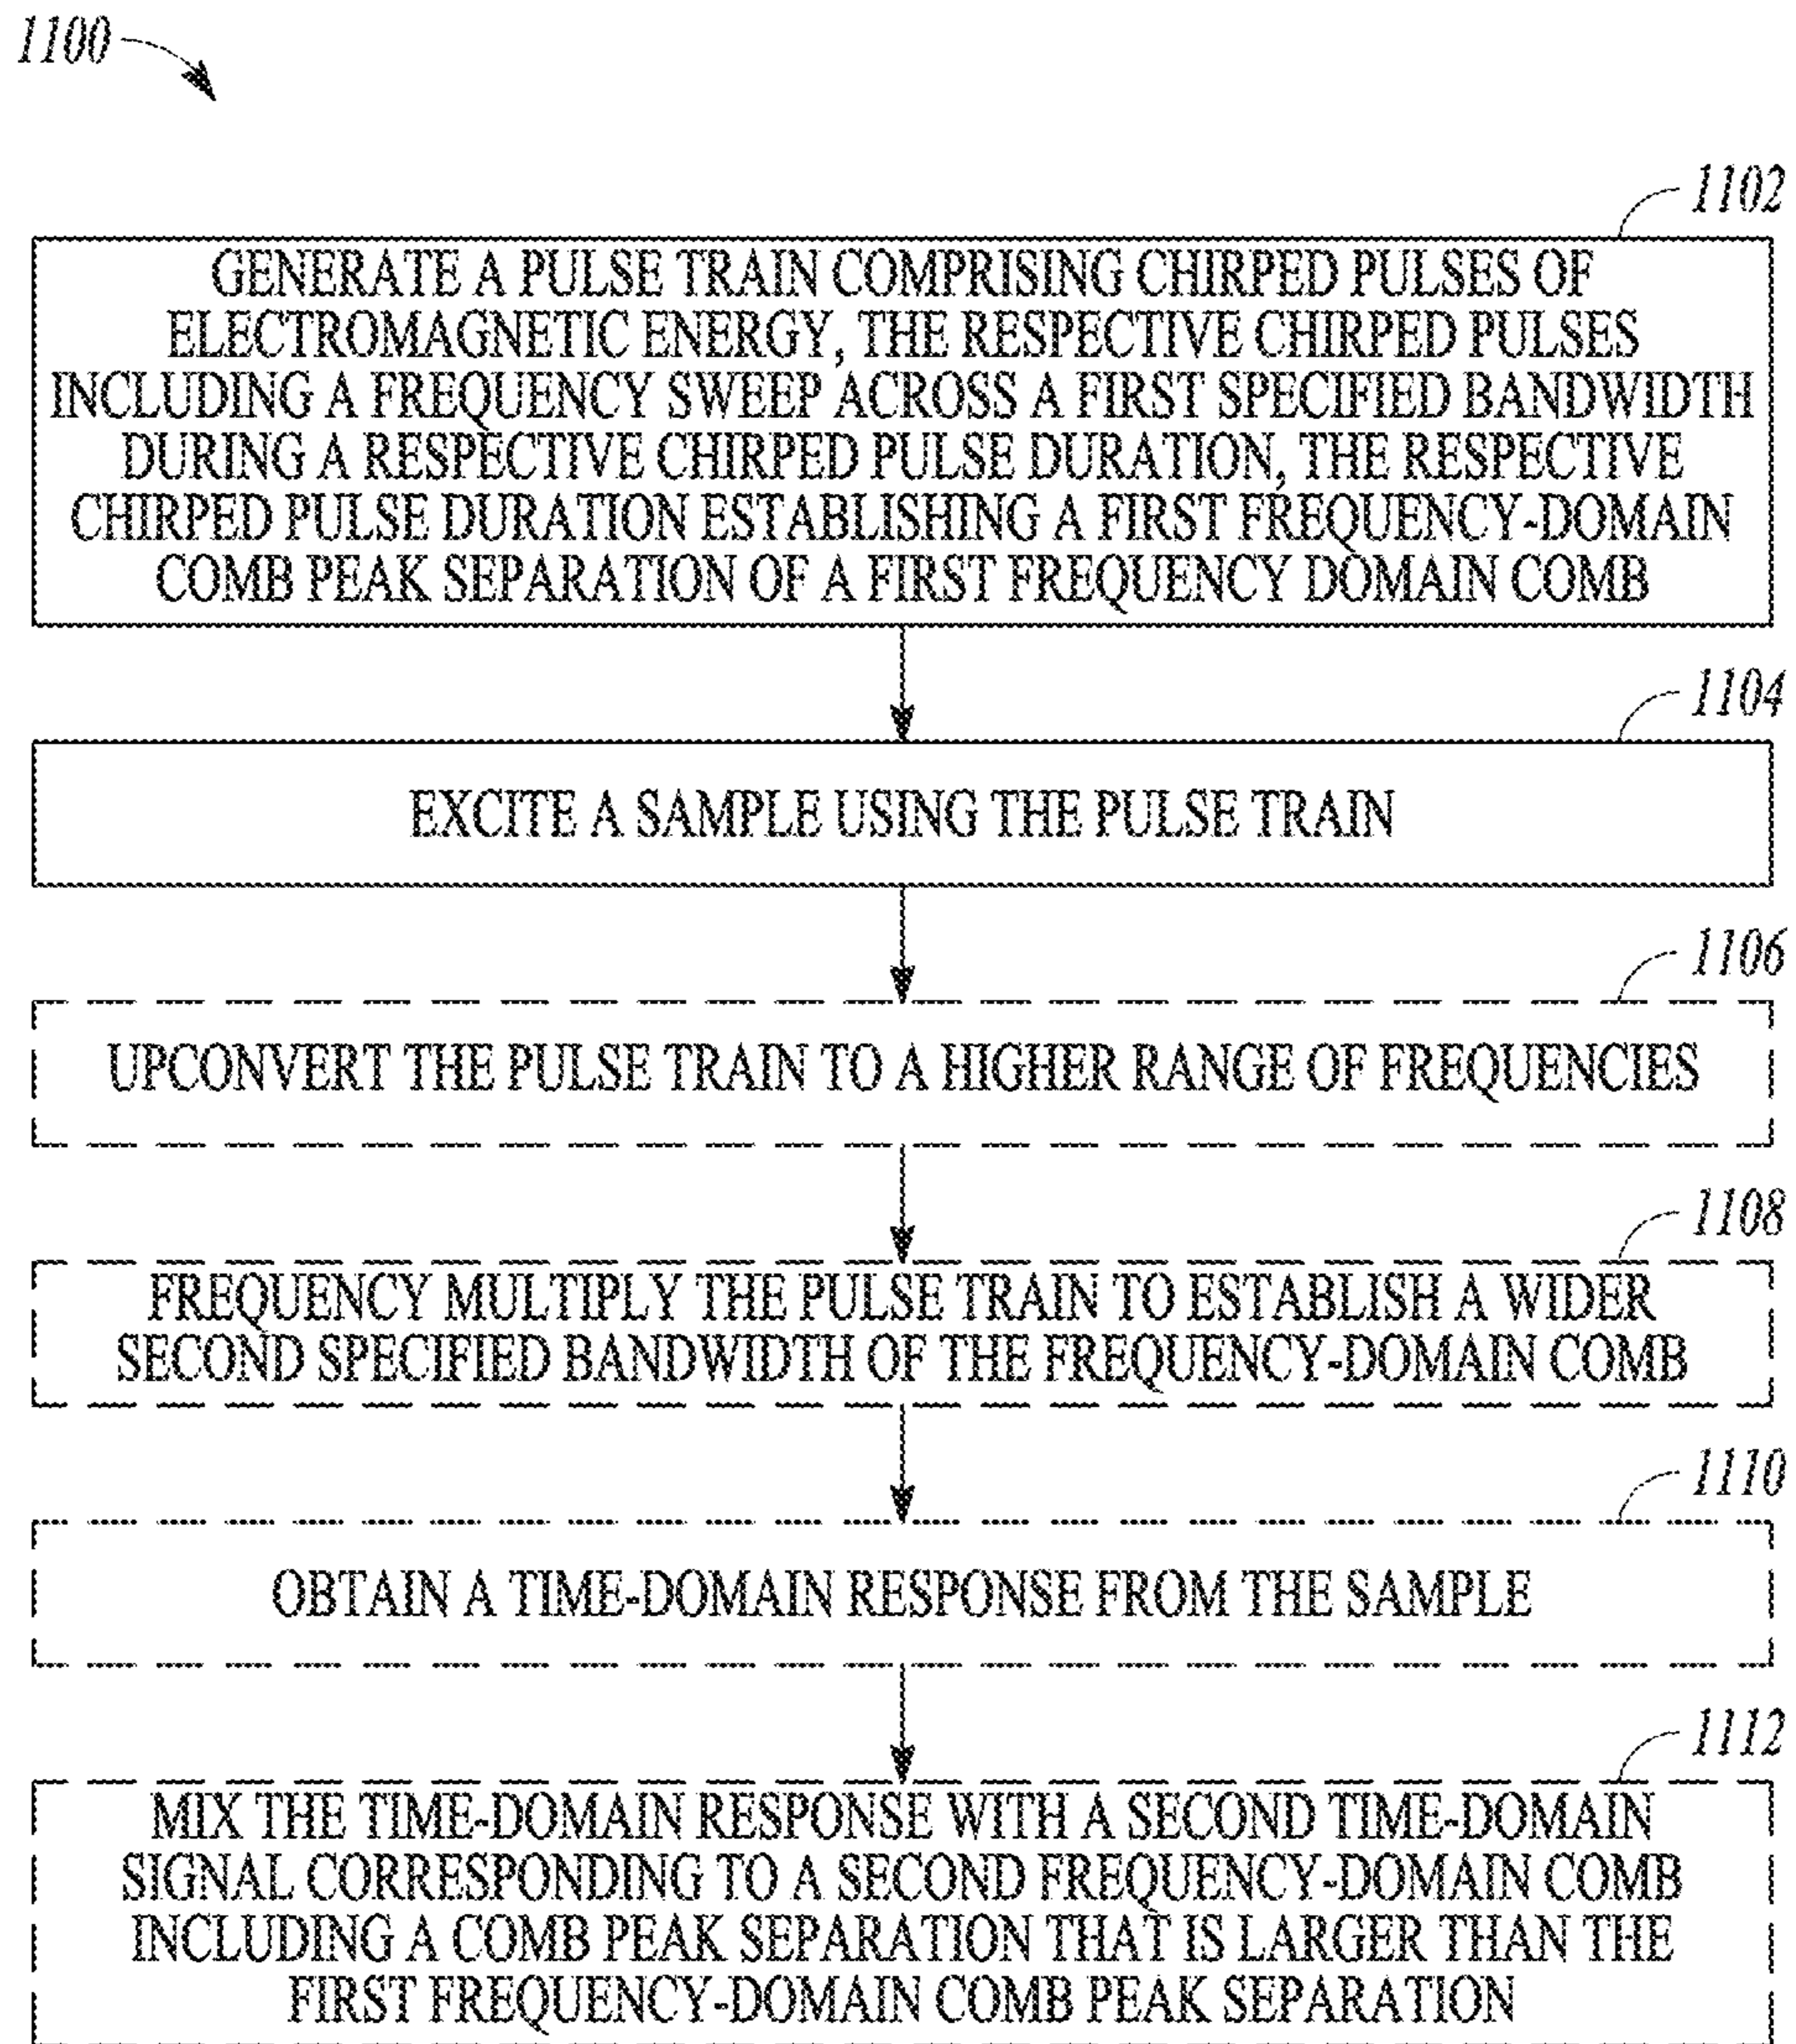 1100
1102
GENERATE A PULSE TRAIN COMPRISING CHIRPED PULSES OF
ELECTROMAGNETIC ENERGY, THE RESPECTIVE CHIRPED PULSES
INCLUDING A FREQUENCY SWEEP ACROSS A FIRST SPECIFIED BANDWIDTH
DURING A RESPECTIVE CHIRPED PULSE DURATION, THE RESPECTIVE
CHIRPED PULSE DURATION ESTABLISHING A FIRST FREQUENCY-DOMAIN
COMB PEAK SEPARATION OF A FIRST FREQUENCY DOMAIN COMB
1104
EXCITE A SAMPLE USING THE PULSE TRAIN
1106
UPCONVERT THE PULSE TRAIN TO A HIGHER RANGE OF FREQUENCIES
1108
FREQUENCY MULTIPLY THE PULSE TRAIN TO ESTABLISH A WIDER
SECOND SPECIFIED BANDWIDTH OF THE FREQUENCY-DOMAIN COMB
1110
OBTAIN A TIME-DOMAIN RESPONSE FROM THE SAMPLE
1112
MIX THE TIME-DOMAIN RESPONSE WITH A SECOND TIME-DOMAIN
SIGNAL CORRESPONDING TO A SECOND FREQUENCY-DOMAIN COMB
INCLUDING A COMB PEAK SEPARATION THAT IS LARGER THAN THE
FIRST FREQUENCY-DOMAIN COMB PEAK SEPARATION